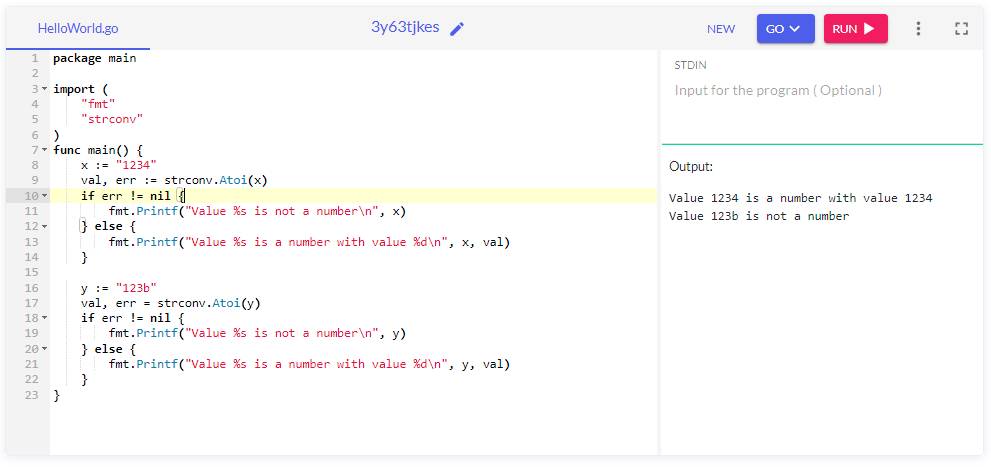 HelloWorld.go
3y63tjkes
NEW
GO
RUN
1 package main
2
3 import (
4 "fmt"
5 "strconv"
6 )
7 func main() {
8 x := "1234"
9 val, err := strconv.Atoi(x)
10 if err != nil {
11 fmt.Printf("Value %s is not a number\n", x)
12 } else {
13 fmt.Printf("Value %s is a number with value %d\n", x, val)
14 }
15
16 y := "123b"
17 val, err = strconv.Atoi(y)
18 if err != nil {
19 fmt.Printf("Value %s is not a number\n", y)
20 } else {
21 fmt.Printf("Value %s is a number with value %d\n", y, val)
22 }
23 }
STDIN
Input for the program ( Optional )
Output:
Value 1234 is a number with value 1234
Value 123b is not a number